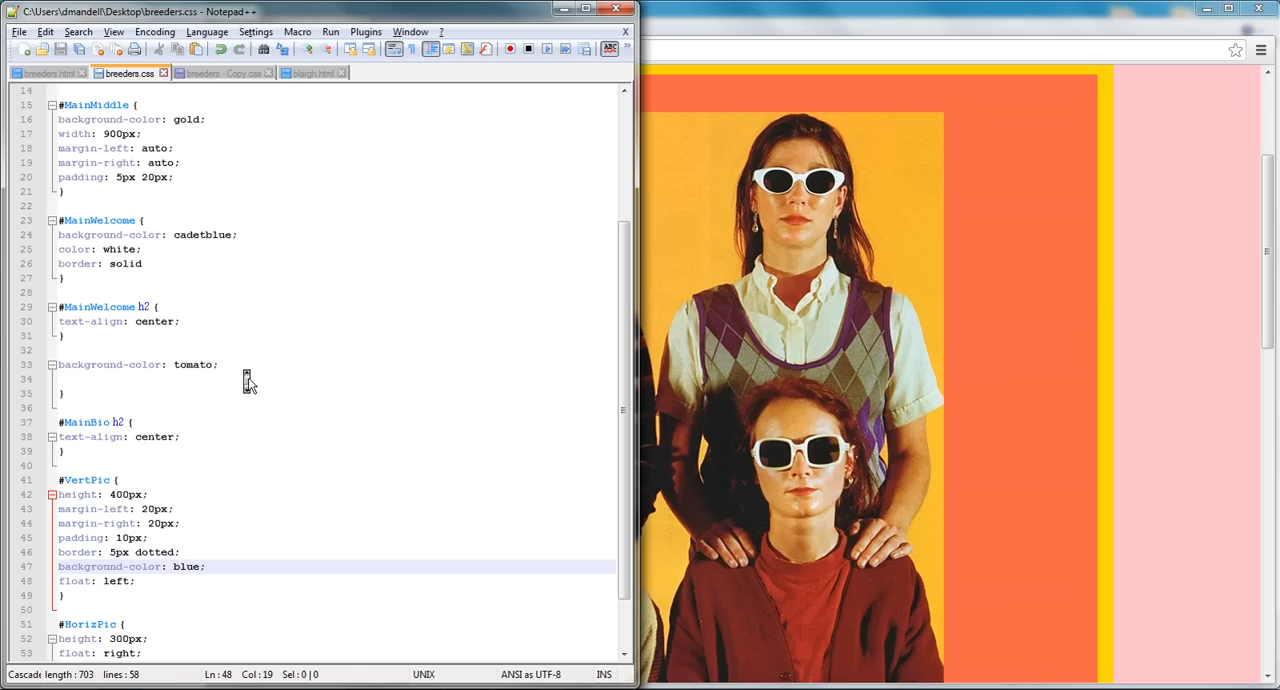 C:\Users\dmandell\Desktop\breeders.css - Notepad++
File Edit Search View Encoding Language Settings Macro Run Plugins Window ? X
ABC »
breeders.html breeders.css breeders - Copy.css blargh.html
14
15 #MainMiddle {
16 background-color: gold;
17 width: 900px;
18 margin-left: auto;
19 margin-right: auto;
20 padding: 5px 20px;
21 }
22
23 #MainWelcome {
24 background-color: cadetblue;
25 color: white;
26 border: solid
27 }
28
29 #MainWelcome h2 {
30 text-align: center;
31 }
32
33 background-color: tomato;
34
35 }
36
37 #MainBio h2 {
38 text-align: center;
39 }
40
41 #VertPic {
42 height: 400px;
43 margin-left: 20px;
44 margin-right: 20px;
45 padding: 10px;
46 border: 5px dotted;
47 background-color: blue;
48 float: left;
49 }
50
51 #HorizPic {
52 height: 300px;
53 float: right;
Cascade length : 703 lines : 58 Ln : 48 Col : 19 Sel : 0 | 0 UNIX ANSI as UTF-8 INS